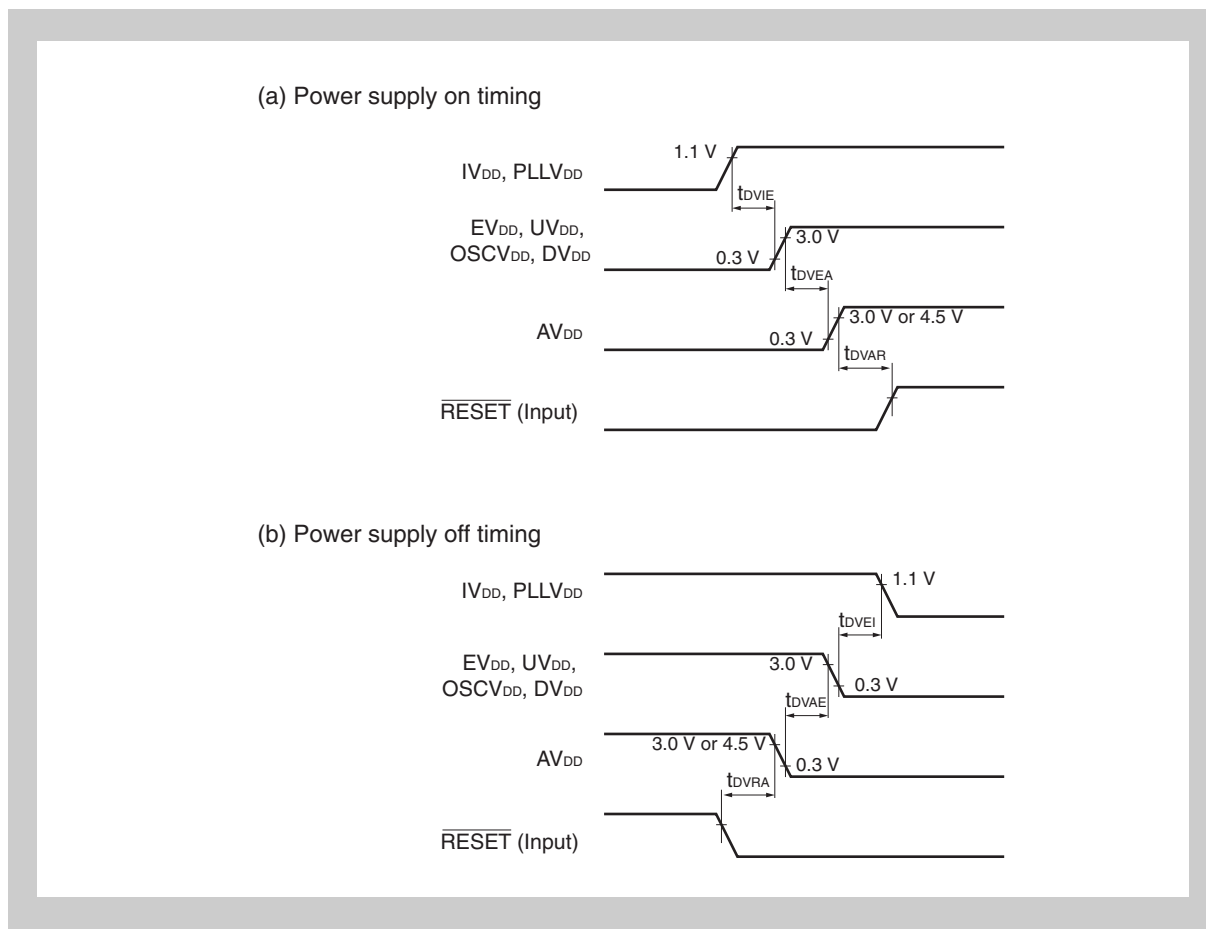 (a) Power supply on timing
1.1 V
IVDD, PLLVDD
tDVIE
EVDD, UVDD,
3.0 V
OSCVDD, DVDD
0.3 V
tDVEA
3.0 V or 4.5 V
AVDD
0.3 V
tDVAR
RESET (Input)
(b) Power supply off timing
IVDD, PLLVDD
1.1 V
tDVEI
EVDD, UVDD,
3.0 V
OSCVDD, DVDD
0.3 V
tDVAE
3.0 V or 4.5 V
AVDD
0.3 V
tDVRA
RESET (Input)